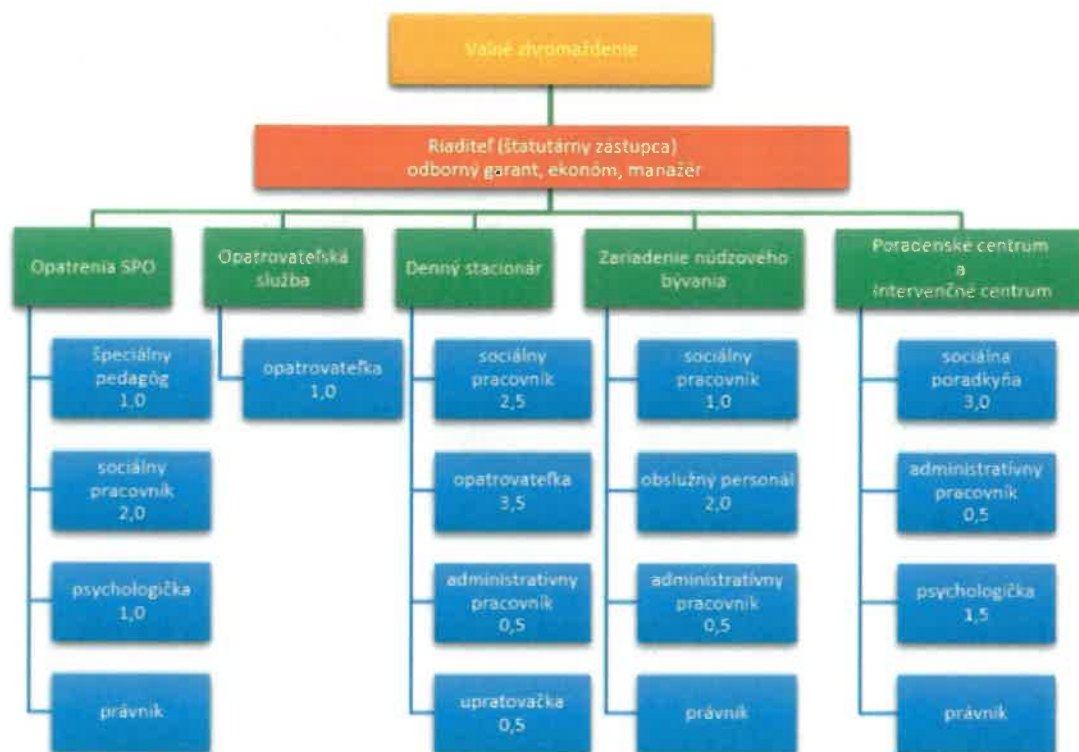 Valné zhromaždenie
Riaditeľ (štatutárny zástupca)
odborný garant, ekonóm, manažér
Opatrenia SPO
špeciálny
pedagóg
1,0
sociálny
pracovník
2,0
psychologička
1,0
právnik
Opatrovateľská
služba
opatrovateľka
1,0
Denný stacionár
sociálny
pracovník
2,5
opatrovateľka
3,5
administratívny
pracovník
0,5
upratovačka
0,5
Zariadenie núdzového
bývania
sociálny
pracovník
1,0
obslužný personál
2,0
administratívny
pracovník
0,5
právnik
Poradenské centrum
a
Intervenčné centrum
sociálna
poradkyňa
3,0
administratívny
pracovník
0,5
psychologička
1,5
právnik